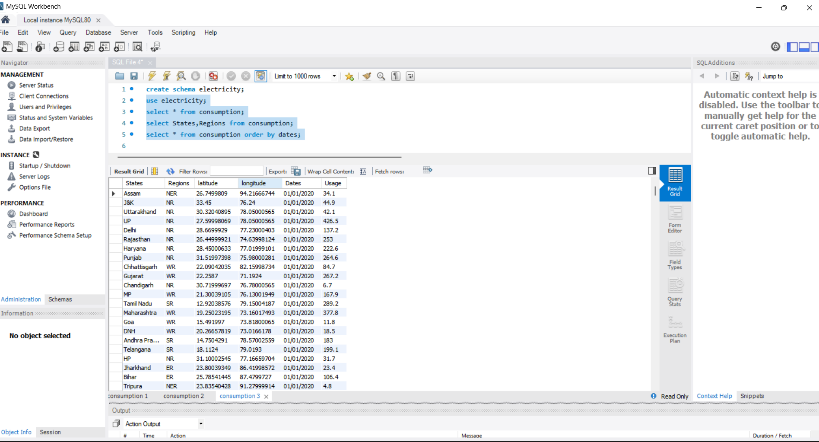 MySQL Workbench
Local instance MySQL80
File Edit View Query Database Server Tools Scripting Help
Navigator
MANAGEMENT
Server Status
Client Connections
Users and Privileges
Status and System Variables
Data Export
Data Import/Restore
INSTANCE
Startup / Shutdown
Server Logs
Options File
PERFORMANCE
Dashboard
Performance Reports
Performance Schema Setup
Administration Schemas
Information
No object selected
Object Info Session
SQL File 6*
Limit to 1000 rows
1 create schema electricity;
2 use electricity;
3 select * from consumption;
4 select States,Regions from consumption;
5 select * from consumption order by dates;
6
Result Grid Filter Rows: Export: Wrap Cell Content: Fetch rows:
States Regions latitude longitude Dates Usage
Assam NER 26.7499809 94.21666744 01/01/2020 34.1
J&K NR 33.45 76.24 01/01/2020 44.9
Uttarakhand NR 30.32040895 78.05000565 01/01/2020 42.1
UP NR 27.59998069 78.05000565 01/01/2020 426.5
Delhi NR 28.6699929 77.23000403 01/01/2020 137.2
Rajasthan NR 26.44999921 74.63998124 01/01/2020 253
Haryana NR 28.45000633 77.01999101 01/01/2020 222.6
Punjab NR 31.51997398 75.98000281 01/01/2020 264.6
Chhattisgarh WR 22.09042035 82.15998734 01/01/2020 84.7
Gujarat WR 22.2587 71.1924 01/01/2020 267.2
Chandigarh NR 30.71999697 76.78000565 01/01/2020 6.7
MP WR 21.30039105 76.13001949 01/01/2020 167.9
Tamil Nadu SR 12.92038576 79.15004187 01/01/2020 289.2
Maharashtra WR 19.25023195 73.16017493 01/01/2020 377.8
Goa WR 15.491997 73.81800065 01/01/2020 11.8
DNH WR 20.26657819 73.0166178 01/01/2020 18.5
Andhra Pra... SR 14.7504291 78.57002559 01/01/2020 183
Telangana SR 18.1124 79.0193 01/01/2020 199.1
HP NR 31.10002545 77.16659704 01/01/2020 31.7
Jharkhand ER 23.80039349 86.41998572 01/01/2020 23.4
Bihar ER 25.78541445 87.4799727 01/01/2020 106.4
Tripura NER 23.83540428 91.27999914 01/01/2020 4.8
consumption 1 consumption 2 consumption 3
Read Only
Result Grid
Form Editor
Field Types
Query Stats
Execution Plan
SQLAdditions
Jump to
Automatic context help is
disabled. Use the toolbar to
manually get help for the
current caret position or to
toggle automatic help.
Context Help Snippets
Output
Action Output
# Time Action Message Duration / Fetch